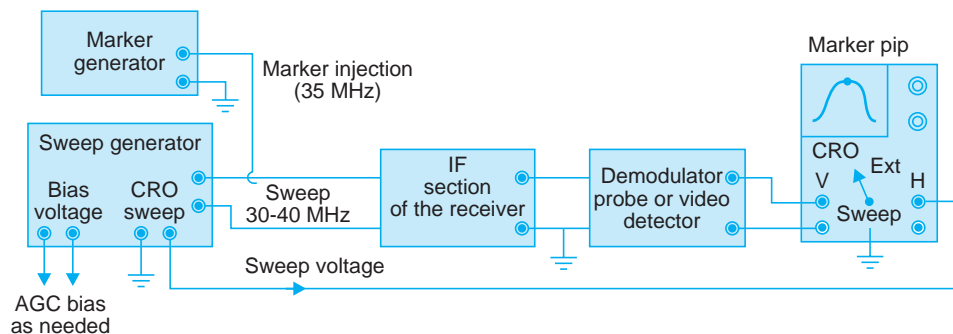 Marker
generator
Marker injection
(35 MHz)
Marker pip
Sweep generator
Bias
voltage
CRO
sweep
Sweep
30-40 MHz
IF
section
of the receiver
Demodulator
probe or video
detector
CRO
Ext
V
H
Sweep
Sweep voltage
AGC bias
as needed